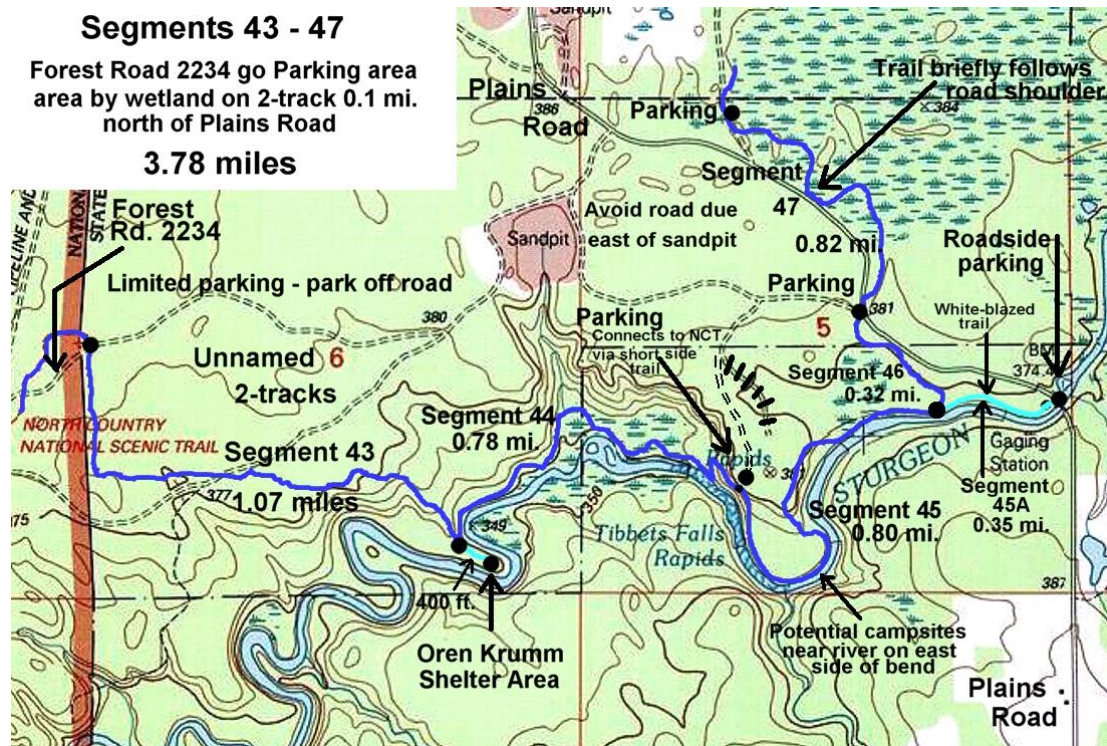 Segments 43 - 47
Forest Road 2234 go Parking area
area by wetland on 2-track 0.1 mi.
north of Plains Road
3.78 miles
Sandpit
Plains
Road
388
Parking
Trail briefly follows
road shoulder
384
Segment
47
0.82 mi.
Avoid road due
east of sandpit
Sandpit
NATION
STATE
Forest
Rd. 2234
Limited parking - park off road
380
Roadside
parking
Parking
381
White-blazed
trail
Parking
Connects to NCT
via short side
trail
5
Unnamed
2-tracks
6
Segment 46
0.32 mi.
BM
374.4
NORTH COUNTRY
NATIONAL SCENIC TRAIL
Segment 44
0.78 mi.
Segment 43
1.07 miles
377
375
Rapids
STURGEON
Gaging
Station
Segment
45A
0.35 mi.
Segment 45
0.80 mi.
349
350
Tibbets Falls
Rapids
400 ft.
387
Oren Krumm
Shelter Area
Potential campsites
near river on east
side of bend
Plains
Road